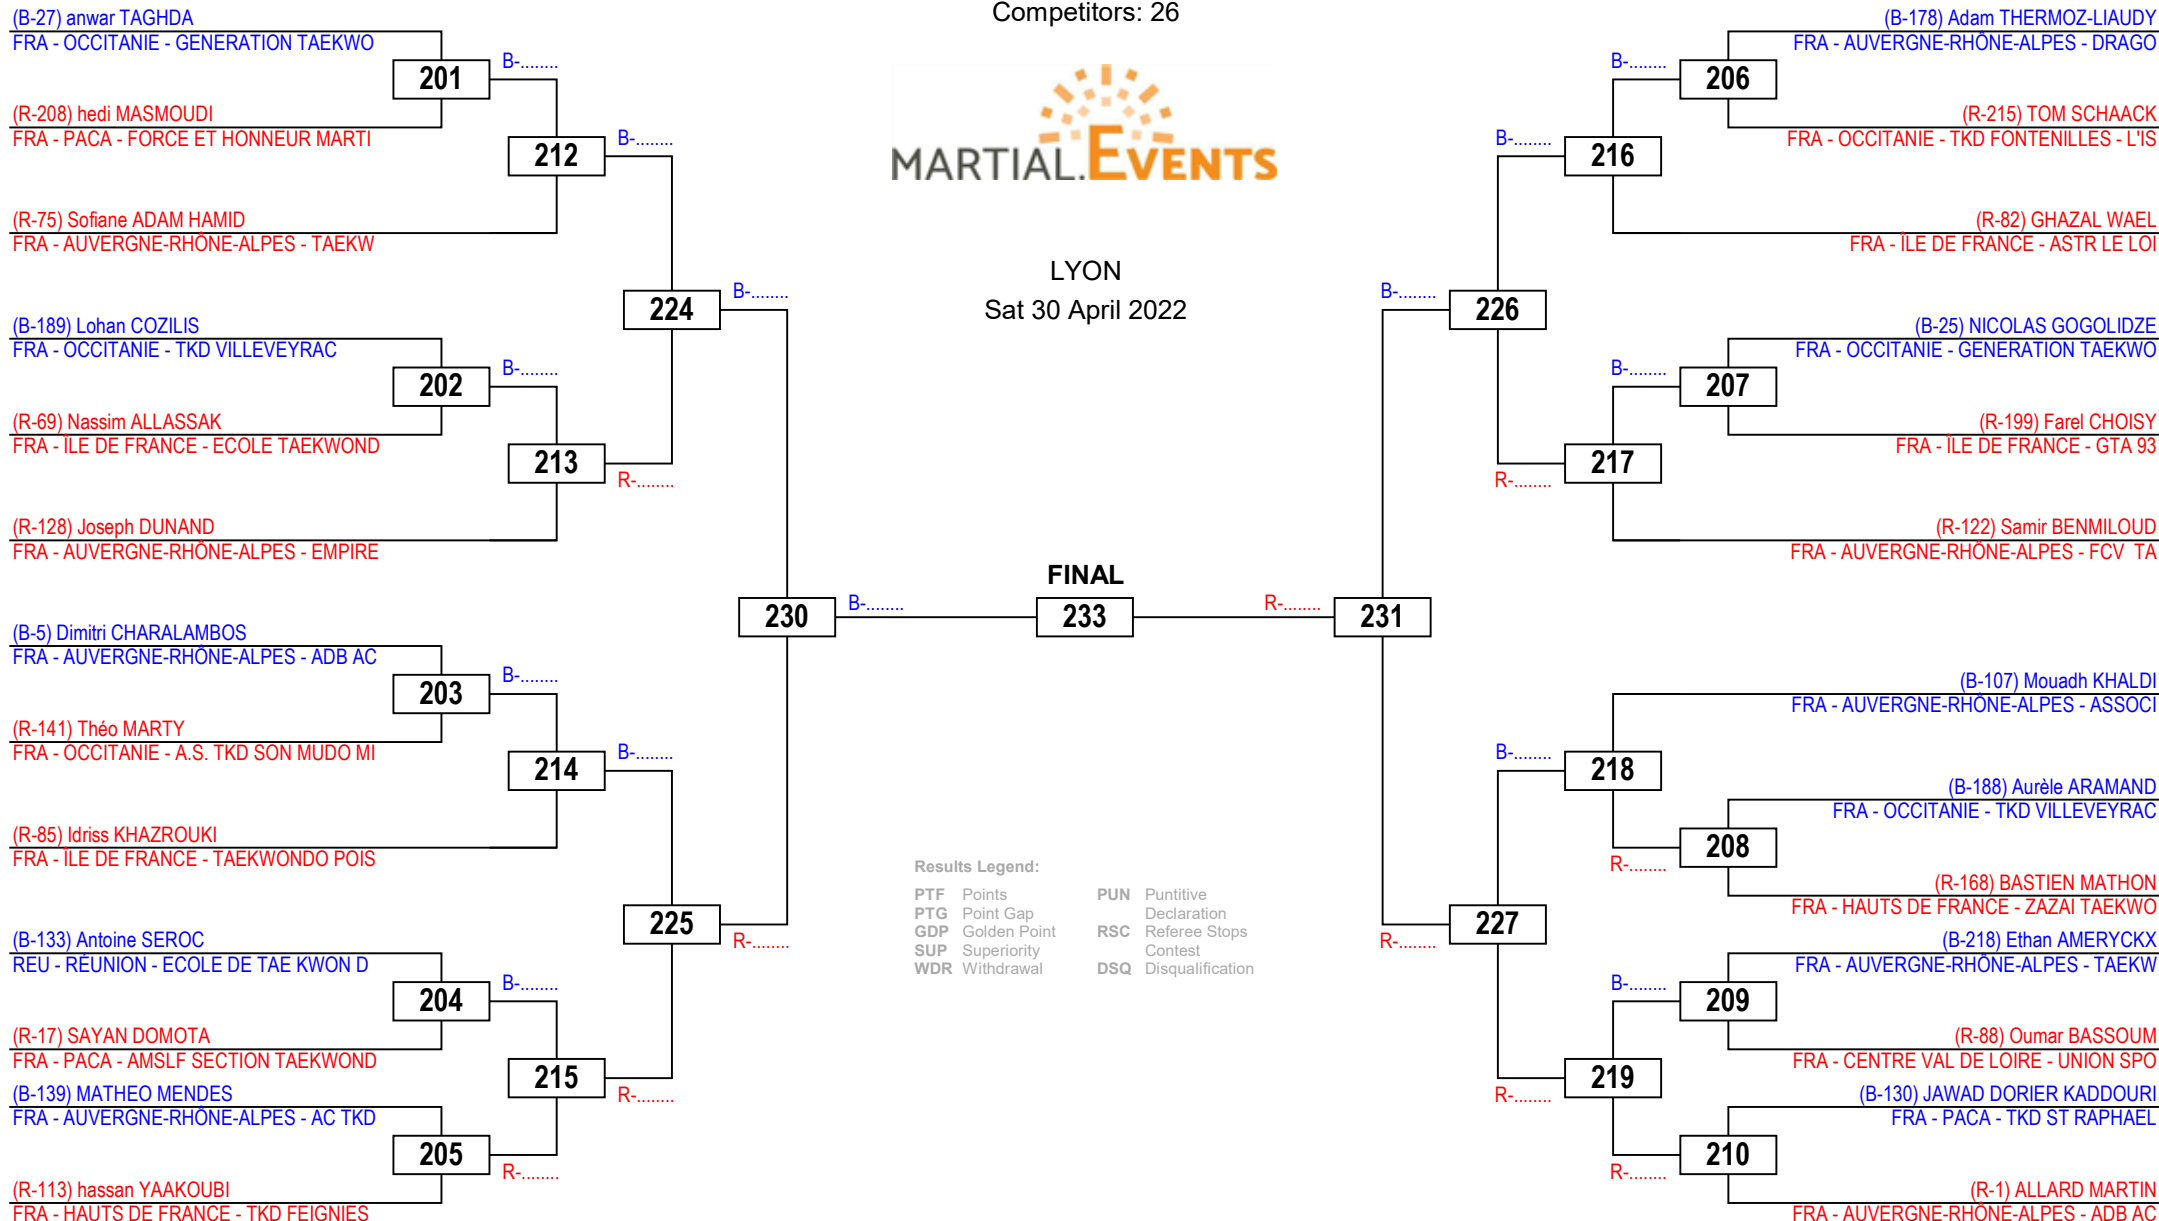 Competitors: 26
MARTIAL.EVENTS
LYON
Sat 30 April 2022
(B-27) anwar TAGHDA
FRA - OCCITANIE - GENERATION TAEKWO
201
B-........
(R-208) hedi MASMOUDI
FRA - PACA - FORCE ET HONNEUR MARTI
212
B-........
(R-75) Sofiane ADAM HAMID
FRA - AUVERGNE-RHÔNE-ALPES - TAEKW
224
B-........
(B-189) Lohan COZILIS
FRA - OCCITANIE - TKD VILLEVEYRAC
202
B-........
(R-69) Nassim ALLASSAK
FRA - ÎLE DE FRANCE - ECOLE TAEKWOND
213
R-........
(R-128) Joseph DUNAND
FRA - AUVERGNE-RHÔNE-ALPES - EMPIRE
230
B-........
(B-5) Dimitri CHARALAMBOS
FRA - AUVERGNE-RHÔNE-ALPES - ADB AC
203
B-........
(R-141) Théo MARTY
FRA - OCCITANIE - A.S. TKD SON MUDO MI
214
B-........
(R-85) Idriss KHAZROUKI
FRA - ÎLE DE FRANCE - TAEKWONDO POIS
225
R-........
(B-133) Antoine SEROC
REU - RÉUNION - ECOLE DE TAE KWON D
204
B-........
(R-17) SAYAN DOMOTA
FRA - PACA - AMSLF SECTION TAEKWOND
215
R-........
(B-139) MATHEO MENDES
FRA - AUVERGNE-RHÔNE-ALPES - AC TKD
205
R-........
(R-113) hassan YAAKOUBI
FRA - HAUTS DE FRANCE - TKD FEIGNIES
FINAL
233
Results Legend:
PTF Points
PTG Point Gap
GDP Golden Point
SUP Superiority
WDR Withdrawal
PUN Puntitive
Declaration
RSC Referee Stops
Contest
DSQ Disqualification
(B-178) Adam THERMOZ-LIAUDY
FRA - AUVERGNE-RHÔNE-ALPES - DRAGO
B-........
206
(R-215) TOM SCHAACK
FRA - OCCITANIE - TKD FONTENILLES - L'IS
B-........
216
(R-82) GHAZAL WAEL
FRA - ÎLE DE FRANCE - ASTR LE LOI
B-........
226
(B-25) NICOLAS GOGOLIDZE
FRA - OCCITANIE - GENERATION TAEKWO
B-........
207
(R-199) Farel CHOISY
FRA - ÎLE DE FRANCE - GTA 93
R-........
217
(R-122) Samir BENMILOUD
FRA - AUVERGNE-RHÔNE-ALPES - FCV TA
R-........
231
(B-107) Mouadh KHALDI
FRA - AUVERGNE-RHÔNE-ALPES - ASSOCI
B-........
218
(B-188) Aurèle ARAMAND
FRA - OCCITANIE - TKD VILLEVEYRAC
R-........
208
(R-168) BASTIEN MATHON
FRA - HAUTS DE FRANCE - ZAZAI TAEKWO
R-........
227
(B-218) Ethan AMERYCKX
FRA - AUVERGNE-RHÔNE-ALPES - TAEKW
B-........
209
(R-88) Oumar BASSOUM
FRA - CENTRE VAL DE LOIRE - UNION SPO
R-........
219
(B-130) JAWAD DORIER KADDOURI
FRA - PACA - TKD ST RAPHAEL
R-........
210
(R-1) ALLARD MARTIN
FRA - AUVERGNE-RHÔNE-ALPES - ADB AC